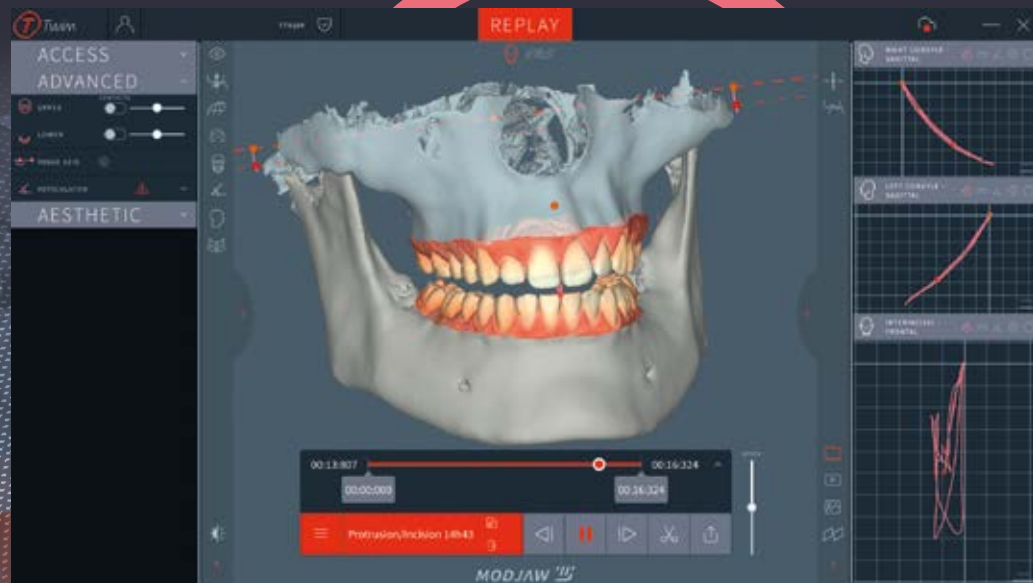 Twim
REPLAY
ACCESS
ADVANCED
UPPER
LOWER
HINGE AXIS
ARTICULATOR
AESTHETIC
RIGHT CONDYLE
SAGITTAL
LEFT CONDYLE
SAGITTAL
INTERINCISAL
FRONTAL
00:13:807
00:16:324
00:00:000
00:16:324
Protrusion/Incision 14h43
MODJAW